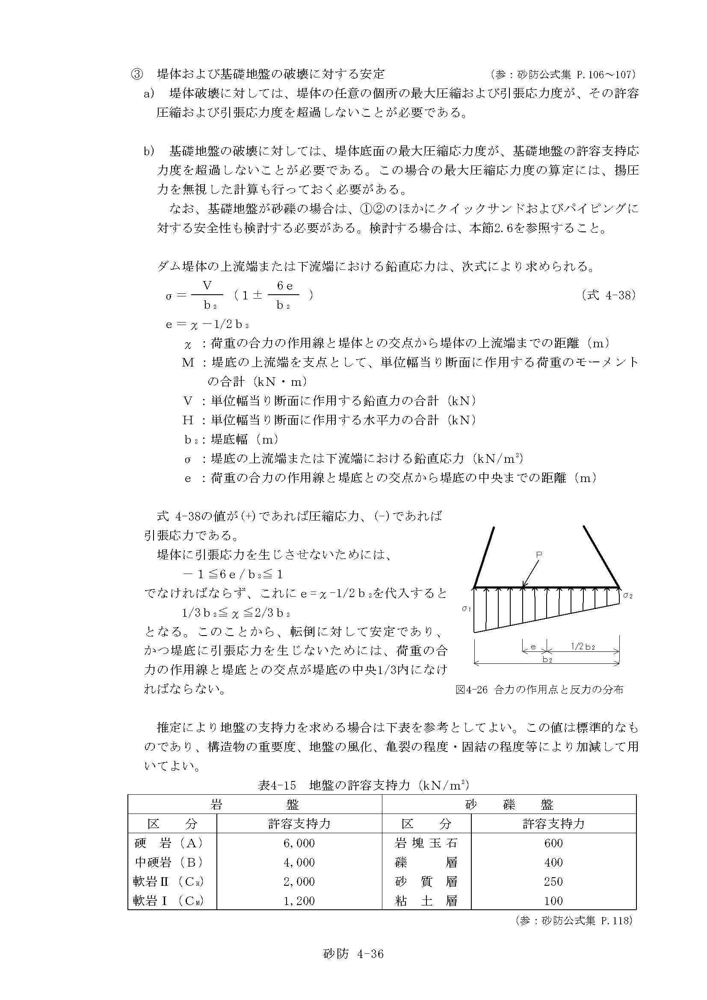 ③　堤体および基礎地盤の破壊に対する安定　（参：砂防公式集 P.106～107）
a)　堤体破壊に対しては、堤体の任意の個所の最大圧縮および引張応力度が、その許容
圧縮および引張応力度を超過しないことが必要である。
b)　基礎地盤の破壊に対しては、堤体底面の最大圧縮応力度が、基礎地盤の許容支持応
力度を超過しないことが必要である。この場合の最大圧縮応力度の算定には、揚圧
力を無視した計算も行っておく必要がある。
なお、基礎地盤が砂礫の場合は、①②のほかにクイックサンドおよびパイピングに
対する安全性も検討する必要がある。検討する場合は、本節2.6を参照すること。
ダム堤体の上流端または下流端における鉛直応力は、次式により求められる。
σ＝V/b₂（1±6e/b₂）　（式 4-38）
e＝χ－1/2b₂
χ：荷重の合力の作用線と堤体との交点から堤体の上流端までの距離（m）
M：堤底の上流端を支点として、単位幅当り断面に作用する荷重のモーメント
の合計（kN・m）
V：単位幅当り断面に作用する鉛直力の合計（kN）
H：単位幅当り断面に作用する水平力の合計（kN）
b₂：堤底幅（m）
σ：堤底の上流端または下流端における鉛直応力（kN/m²）
e：荷重の合力の作用線と堤底との交点から堤底の中央までの距離（m）
式 4-38の値が(+)であれば圧縮応力、(-)であれば
引張応力である。
堤体に引張応力を生じさせないためには、
－1≦6e/b₂≦1
でなければならず、これにe=χ-1/2b₂を代入すると
1/3b₂≦χ≦2/3b₂
となる。このことから、転倒に対して安定であり、
かつ堤底に引張応力を生じないためには、荷重の合
力の作用線と堤底との交点が堤底の中央1/3内になけ
ればならない。
P
σ₁
σ₂
e
1/2b₂
b₂
図4-26 合力の作用点と反力の分布
推定により地盤の支持力を求める場合は下表を参考としてよい。この値は標準的なも
のであり、構造物の重要度、地盤の風化、亀裂の程度・固結の程度等により加減して用
いてよい。
表4-15　地盤の許容支持力（kN/m²）
岩　盤　砂　礫　盤
区　分　許容支持力　区　分　許容支持力
硬　岩（A）　6,000　岩塊玉石　600
中硬岩（B）　4,000　礫　層　400
軟岩Ⅱ（CH）　2,000　砂　質　層　250
軟岩Ⅰ（CM）　1,200　粘　土　層　100
（参：砂防公式集 P.118）
砂防 4-36